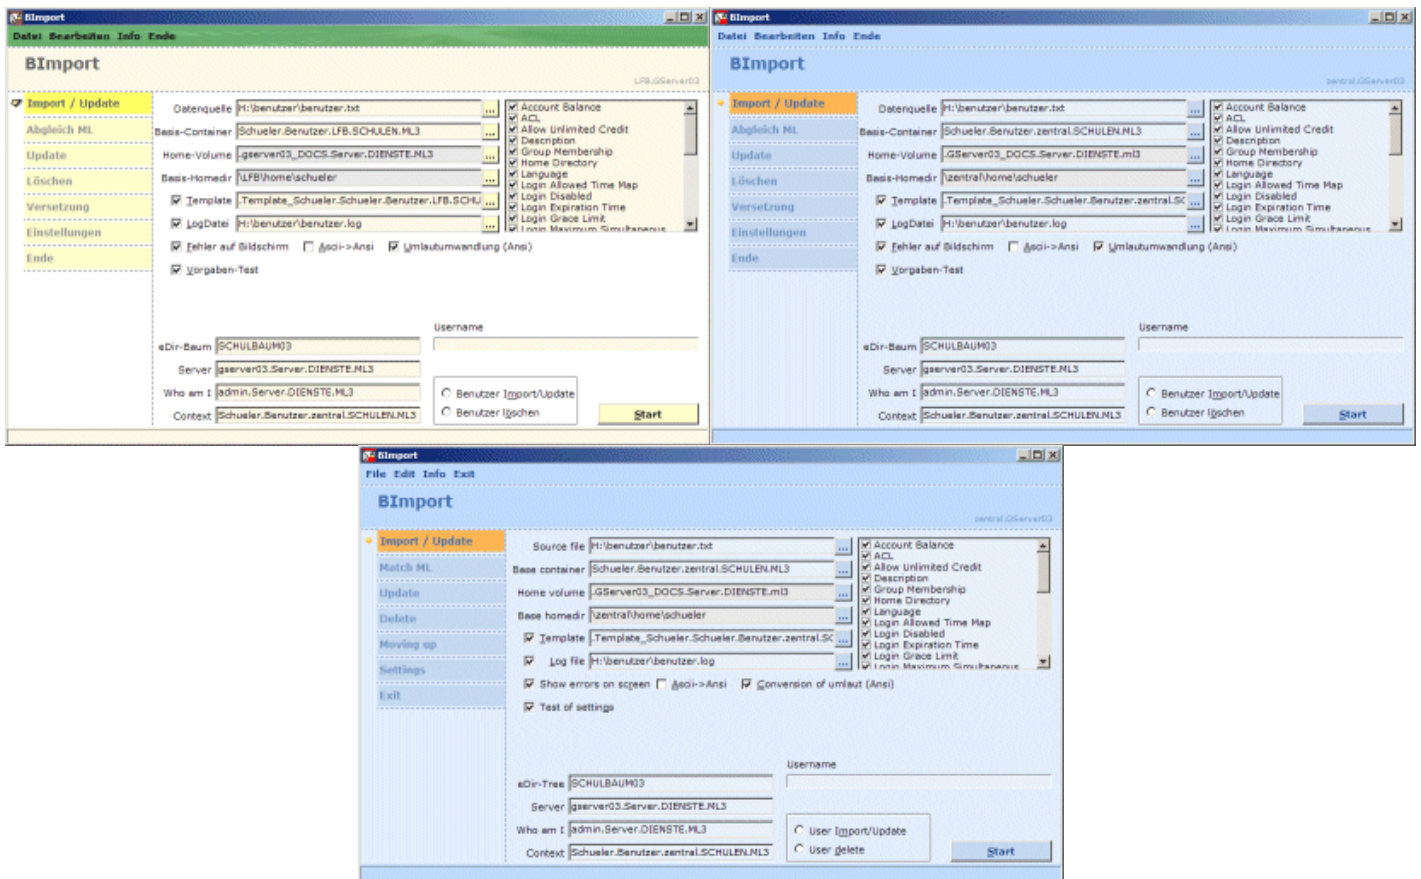 BImport
Datei Bearbeiten Info Ende
BImport
LFB.GServer03
Import / Update
Abgleich ML
Update
Löschen
Versetzung
Einstellungen
Ende
Datenquelle H:\benutzer\benutzer.txt ...
Basis-Container Schueler.Benutzer.LFB.SCHULEN.ML3 ...
Home-Volume .gserver03_DOCS.Server.DIENSTE.ML3 ...
Basis-Homedir \LFB\home\schueler ...
Template .Template_Schueler.Schueler.Benutzer.LFB.SCHU ...
LogDatei H:\benutzer\benutzer.log ...
Account Balance
ACL
Allow Unlimited Credit
Description
Group Membership
Home Directory
Language
Login Allowed Time Map
Login Disabled
Login Expiration Time
Login Grace Limit
Login Maximum Simultaneous
Fehler auf Bildschirm Ascii->Ansi Umlautumwandlung (Ansi)
Vorgaben-Test
Username
eDir-Baum SCHULBAUM03
Server gserver03.Server.DIENSTE.ML3
Who am I admin.Server.DIENSTE.ML3
Context Schueler.Benutzer.zentral.SCHULEN.ML3
Benutzer Import/Update
Benutzer löschen
Start
BImport
Datei Bearbeiten Info Ende
BImport
zentral.GServer03
Import / Update
Abgleich ML
Update
Löschen
Versetzung
Einstellungen
Ende
Datenquelle H:\benutzer\benutzer.txt ...
Basis-Container Schueler.Benutzer.zentral.SCHULEN.ML3 ...
Home-Volume .GServer03_DOCS.Server.DIENSTE.ml3 ...
Basis-Homedir \zentral\home\schueler ...
Template .Template_Schueler.Schueler.Benutzer.zentral.SC ...
LogDatei H:\benutzer\benutzer.log ...
Account Balance
ACL
Allow Unlimited Credit
Description
Group Membership
Home Directory
Language
Login Allowed Time Map
Login Disabled
Login Expiration Time
Login Grace Limit
Login Maximum Simultaneous
Fehler auf Bildschirm Ascii->Ansi Umlautumwandlung (Ansi)
Vorgaben-Test
Username
eDir-Baum SCHULBAUM03
Server gserver03.Server.DIENSTE.ML3
Who am I admin.Server.DIENSTE.ML3
Context Schueler.Benutzer.zentral.SCHULEN.ML3
Benutzer Import/Update
Benutzer löschen
Start
BImport
File Edit Info Exit
BImport
zentral.GServer03
Import / Update
Match ML
Update
Delete
Moving up
Settings
Exit
Source file H:\benutzer\benutzer.txt ...
Base container Schueler.Benutzer.zentral.SCHULEN.ML3 ...
Home volume .GServer03_DOCS.Server.DIENSTE.ml3 ...
Base homedir \zentral\home\schueler ...
Template .Template_Schueler.Schueler.Benutzer.zentral.SC ...
Log file H:\benutzer\benutzer.log ...
Account Balance
ACL
Allow Unlimited Credit
Description
Group Membership
Home Directory
Language
Login Allowed Time Map
Login Disabled
Login Expiration Time
Login Grace Limit
Login Maximum Simultaneous
Show errors on screen Ascii->Ansi Conversion of umlaut (Ansi)
Test of settings
Username
eDir-Tree SCHULBAUM03
Server gserver03.Server.DIENSTE.ML3
Who am I admin.Server.DIENSTE.ML3
Context Schueler.Benutzer.zentral.SCHULEN.ML3
User Import/Update
User delete
Start